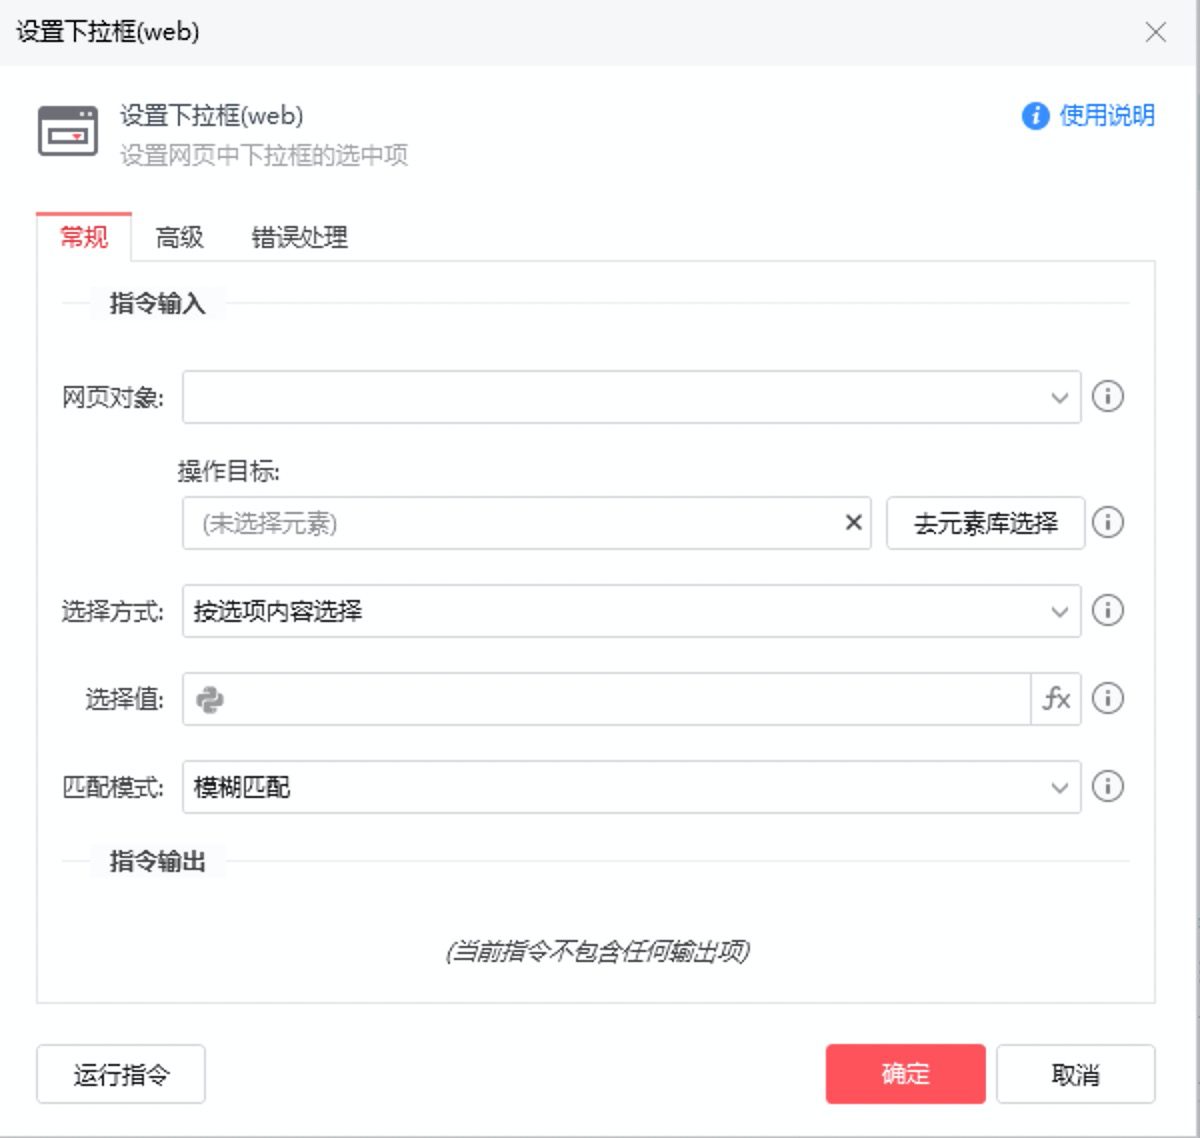 设置下拉框(web)
设置下拉框(web)
使用说明
设置网页中下拉框的选中项
常规 高级 错误处理
指令输入
网页对象:
操作目标:
(未选择元素) 去元素库选择
选择方式: 按选项内容选择
选择值: fx
匹配模式: 模糊匹配
指令输出
(当前指令不包含任何输出项)
运行指令 确定 取消